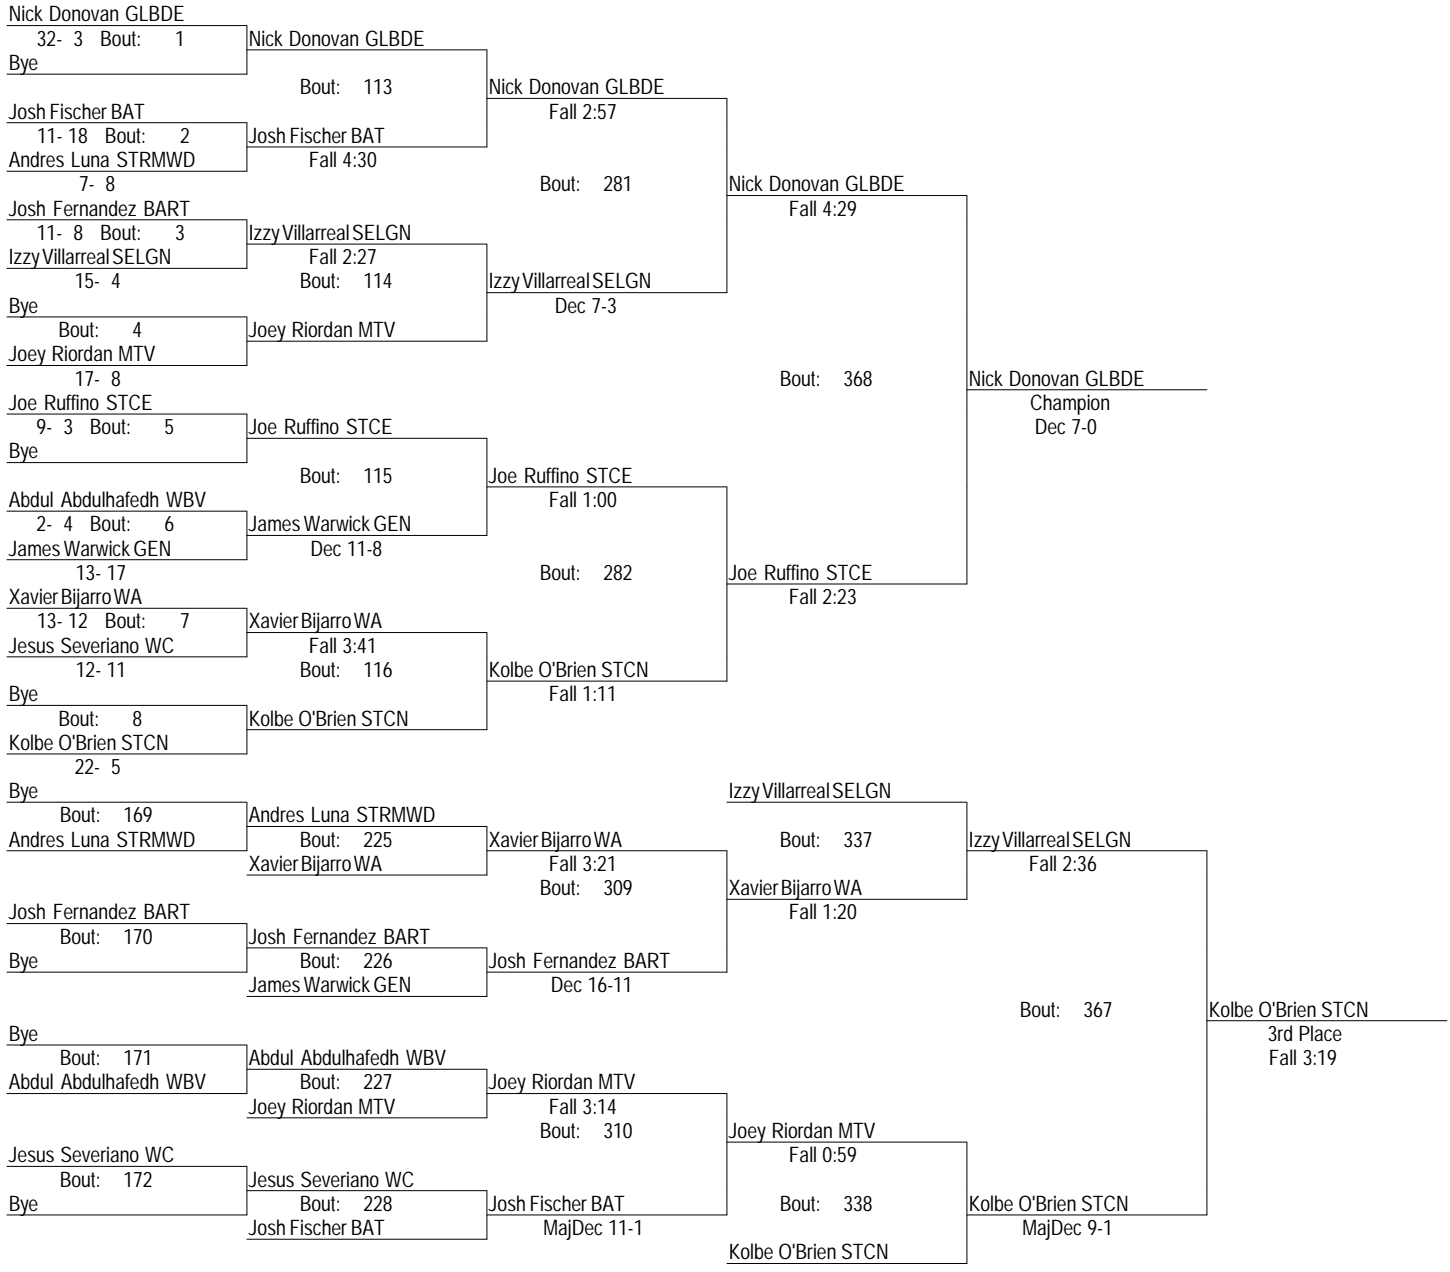 Nick Donovan GLBDE
32- 3 Bout: 1
Nick Donovan GLBDE
Bye
Bout: 113
Nick Donovan GLBDE
Fall 2:57
Josh Fischer BAT
11- 18 Bout: 2
Josh Fischer BAT
Andres Luna STRMWD
Fall 4:30
7- 8
Bout: 281
Nick Donovan GLBDE
Fall 4:29
Josh Fernandez BART
11- 8 Bout: 3
Izzy Villarreal SELGN
Izzy Villarreal SELGN
Fall 2:27
15- 4
Bout: 114
Izzy Villarreal SELGN
Dec 7-3
Bye
Bout: 4
Joey Riordan MTV
Joey Riordan MTV
17- 8
Bout: 368
Nick Donovan GLBDE
Champion
Dec 7-0
Joe Ruffino STCE
9- 3 Bout: 5
Joe Ruffino STCE
Bye
Bout: 115
Joe Ruffino STCE
Fall 1:00
Abdul Abdulhafedh WBV
2- 4 Bout: 6
James Warwick GEN
James Warwick GEN
Dec 11-8
13- 17
Bout: 282
Joe Ruffino STCE
Fall 2:23
Xavier Bijarro WA
13- 12 Bout: 7
Xavier Bijarro WA
Jesus Severiano WC
Fall 3:41
12- 11
Bout: 116
Kolbe O'Brien STCN
Fall 1:11
Bye
Bout: 8
Kolbe O'Brien STCN
Kolbe O'Brien STCN
22- 5
Bye
Bout: 169
Andres Luna STRMWD
Andres Luna STRMWD
Bout: 225
Xavier Bijarro WA
Xavier Bijarro WA
Fall 3:21
Bout: 309
Izzy Villarreal SELGN
Bout: 337
Izzy Villarreal SELGN
Fall 2:36
Xavier Bijarro WA
Fall 1:20
Josh Fernandez BART
Bout: 170
Josh Fernandez BART
Bye
Bout: 226
Josh Fernandez BART
James Warwick GEN
Dec 16-11
Bout: 367
Kolbe O'Brien STCN
3rd Place
Fall 3:19
Bye
Bout: 171
Abdul Abdulhafedh WBV
Abdul Abdulhafedh WBV
Bout: 227
Joey Riordan MTV
Joey Riordan MTV
Fall 3:14
Bout: 310
Joey Riordan MTV
Fall 0:59
Jesus Severiano WC
Bout: 172
Jesus Severiano WC
Bye
Bout: 228
Josh Fischer BAT
Josh Fischer BAT
MajDec 11-1
Bout: 338
Kolbe O'Brien STCN
MajDec 9-1
Kolbe O'Brien STCN